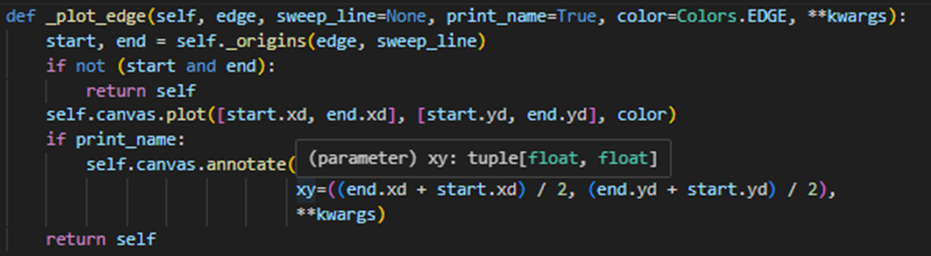 def _plot_edge(self, edge, sweep_line=None, print_name=True, color=Colors.EDGE, **kwargs):
    start, end = self._origins(edge, sweep_line)
    if not (start and end):
        return self
    self.canvas.plot([start.xd, end.xd], [start.yd, end.yd], color)
    if print_name:
        self.canvas.annotate(
(parameter) xy: tuple[float, float]
                             xy=((end.xd + start.xd) / 2, (end.yd + start.yd) / 2),
                             **kwargs)
    return self